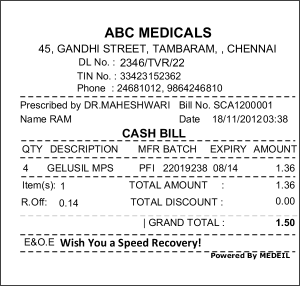 ABC MEDICALS
45, GANDHI STREET, TAMBARAM, , CHENNAI
DL No. : 2346/TVR/22
TIN No. : 33423152362
Phone : 24681012, 9864246810
Prescribed by DR.MAHESHWARI Bill No. SCA1200001
Name RAM Date 18/11/2012 03:38
CASH BILL
QTY DESCRIPTION MFR BATCH EXPIRY AMOUNT
4 GELUSIL MPS PFI 22019238 08/14 1.36
Item(s): 1 TOTAL AMOUNT : 1.36
R.Off: 0.14 TOTAL DISCOUNT : 0.00
| GRAND TOTAL : 1.50
E&O.E Wish You a Speed Recovery!
Powered By MEDEIL